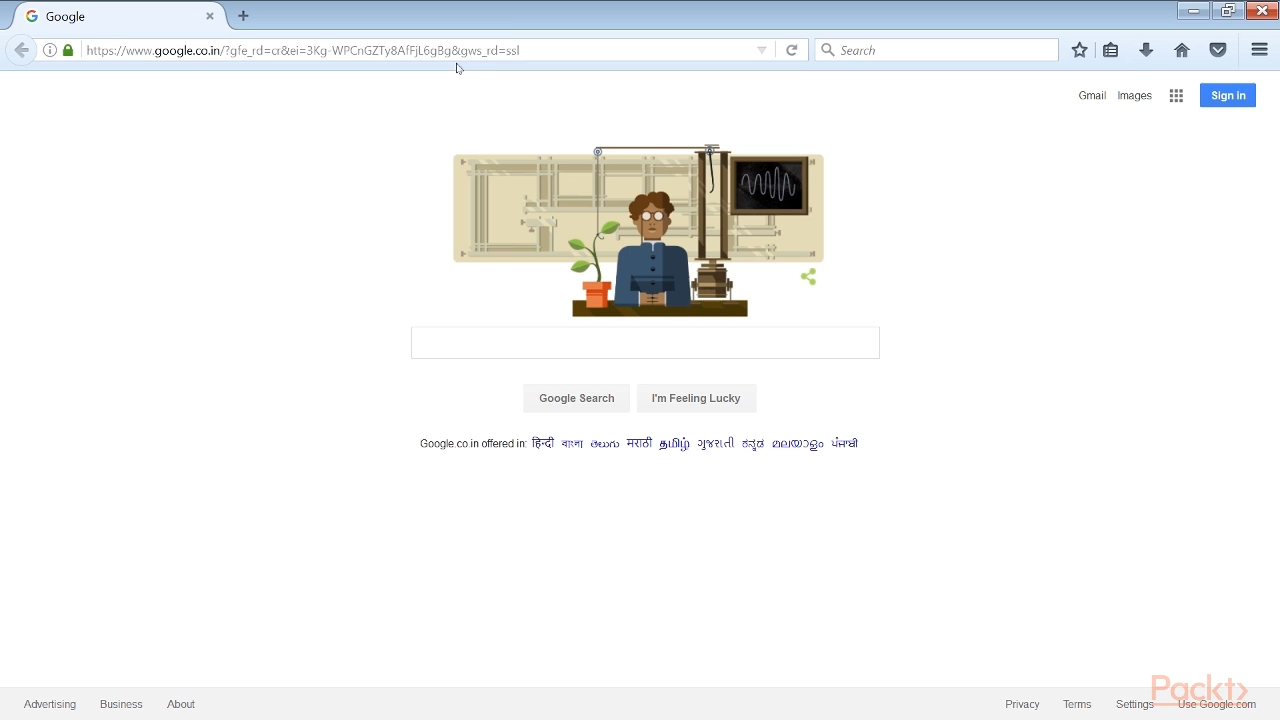 Google
https://www.google.co.in/?gfe_rd=cr&ei=3Kg-WPCnGZTy8AfFjL6gBg&gws_rd=ssl
Search
Gmail Images Sign in
Google Search I'm Feeling Lucky
Google.co.in offered in: हिन्दी বাংলা తెలుగు मराठी தமிழ் ગુજરાતી ಕನ್ನಡ മലയാളം ਪੰਜਾਬੀ
Packt
Advertising Business About Privacy Terms Settings Use Google.com